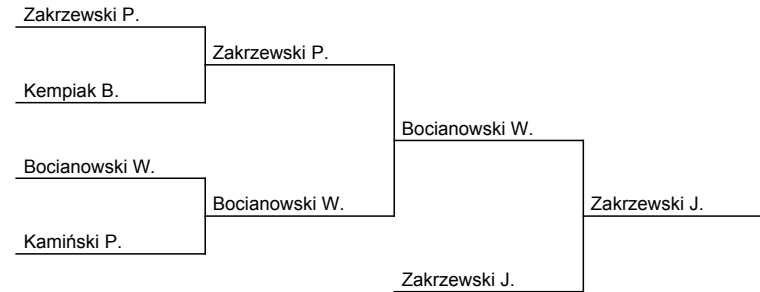 Zakrzewski P.
Zakrzewski P.
Kempiak B.
Bocianowski W.
Bocianowski W.
Bocianowski W.
Zakrzewski J.
Kamiński P.
Zakrzewski J.